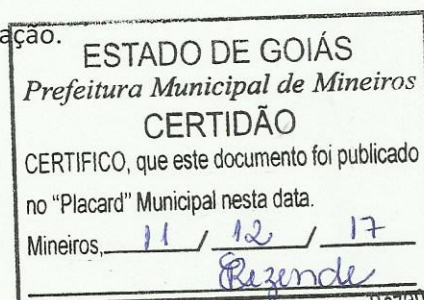 ação.
ESTADO DE GOIÁS
Prefeitura Municipal de Mineiros
CERTIDÃO
CERTIFICO, que este documento foi publicado
no “Placard” Municipal nesta data.
Mineiros, 11 / 12 / 17
Rezende